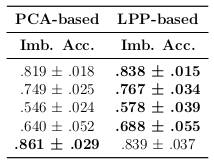 PCA-based LPP-based
Imb. Acc. Imb. Acc.
.819 ± .018 .838 ± .015
.749 ± .025 .767 ± .034
.546 ± .024 .578 ± .039
.640 ± .052 .688 ± .055
.861 ± .029 .839 ± .037